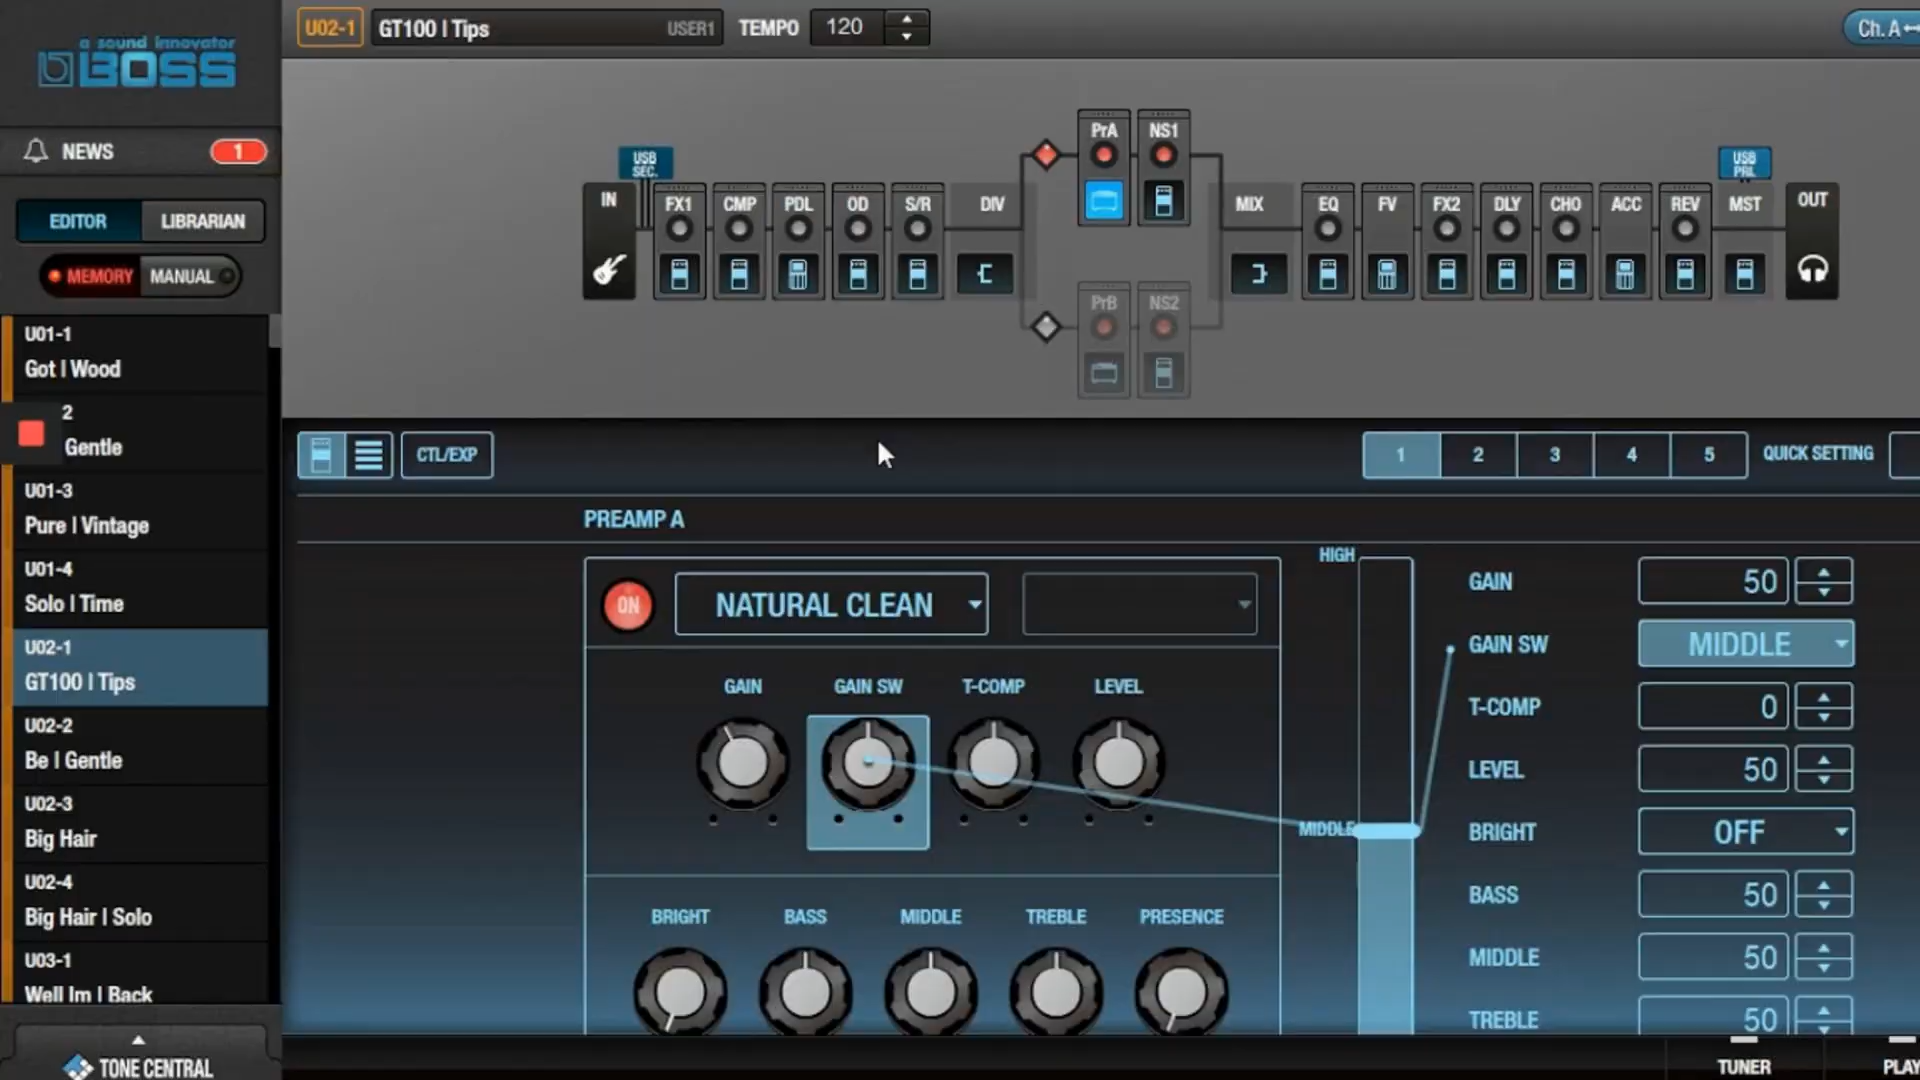 a sound innovator
BOSS
U02-1
GT100 | Tips
USER1
TEMPO
120
Ch. A
NEWS
1
EDITOR
LIBRARIAN
MEMORY
MANUAL
U01-1
Got | Wood
2
Gentle
U01-3
Pure | Vintage
U01-4
Solo | Time
U02-1
GT100 | Tips
U02-2
Be | Gentle
U02-3
Big Hair
U02-4
Big Hair | Solo
U03-1
Well Im | Back
TONE CENTRAL
USB
SEC.
PrA
NS1
USB
PRI.
IN
FX1
CMP
PDL
OD
S/R
DIV
MIX
EQ
FV
FX2
DLY
CHO
ACC
REV
MST
OUT
PrB
NS2
CTL/EXP
1
2
3
4
5
QUICK SETTING
PREAMP A
ON
NATURAL CLEAN
GAIN
GAIN SW
T-COMP
LEVEL
BRIGHT
BASS
MIDDLE
TREBLE
PRESENCE
HIGH
MIDDLE
GAIN
50
GAIN SW
MIDDLE
T-COMP
0
LEVEL
50
BRIGHT
OFF
BASS
50
MIDDLE
50
TREBLE
50
TUNER
PLAY